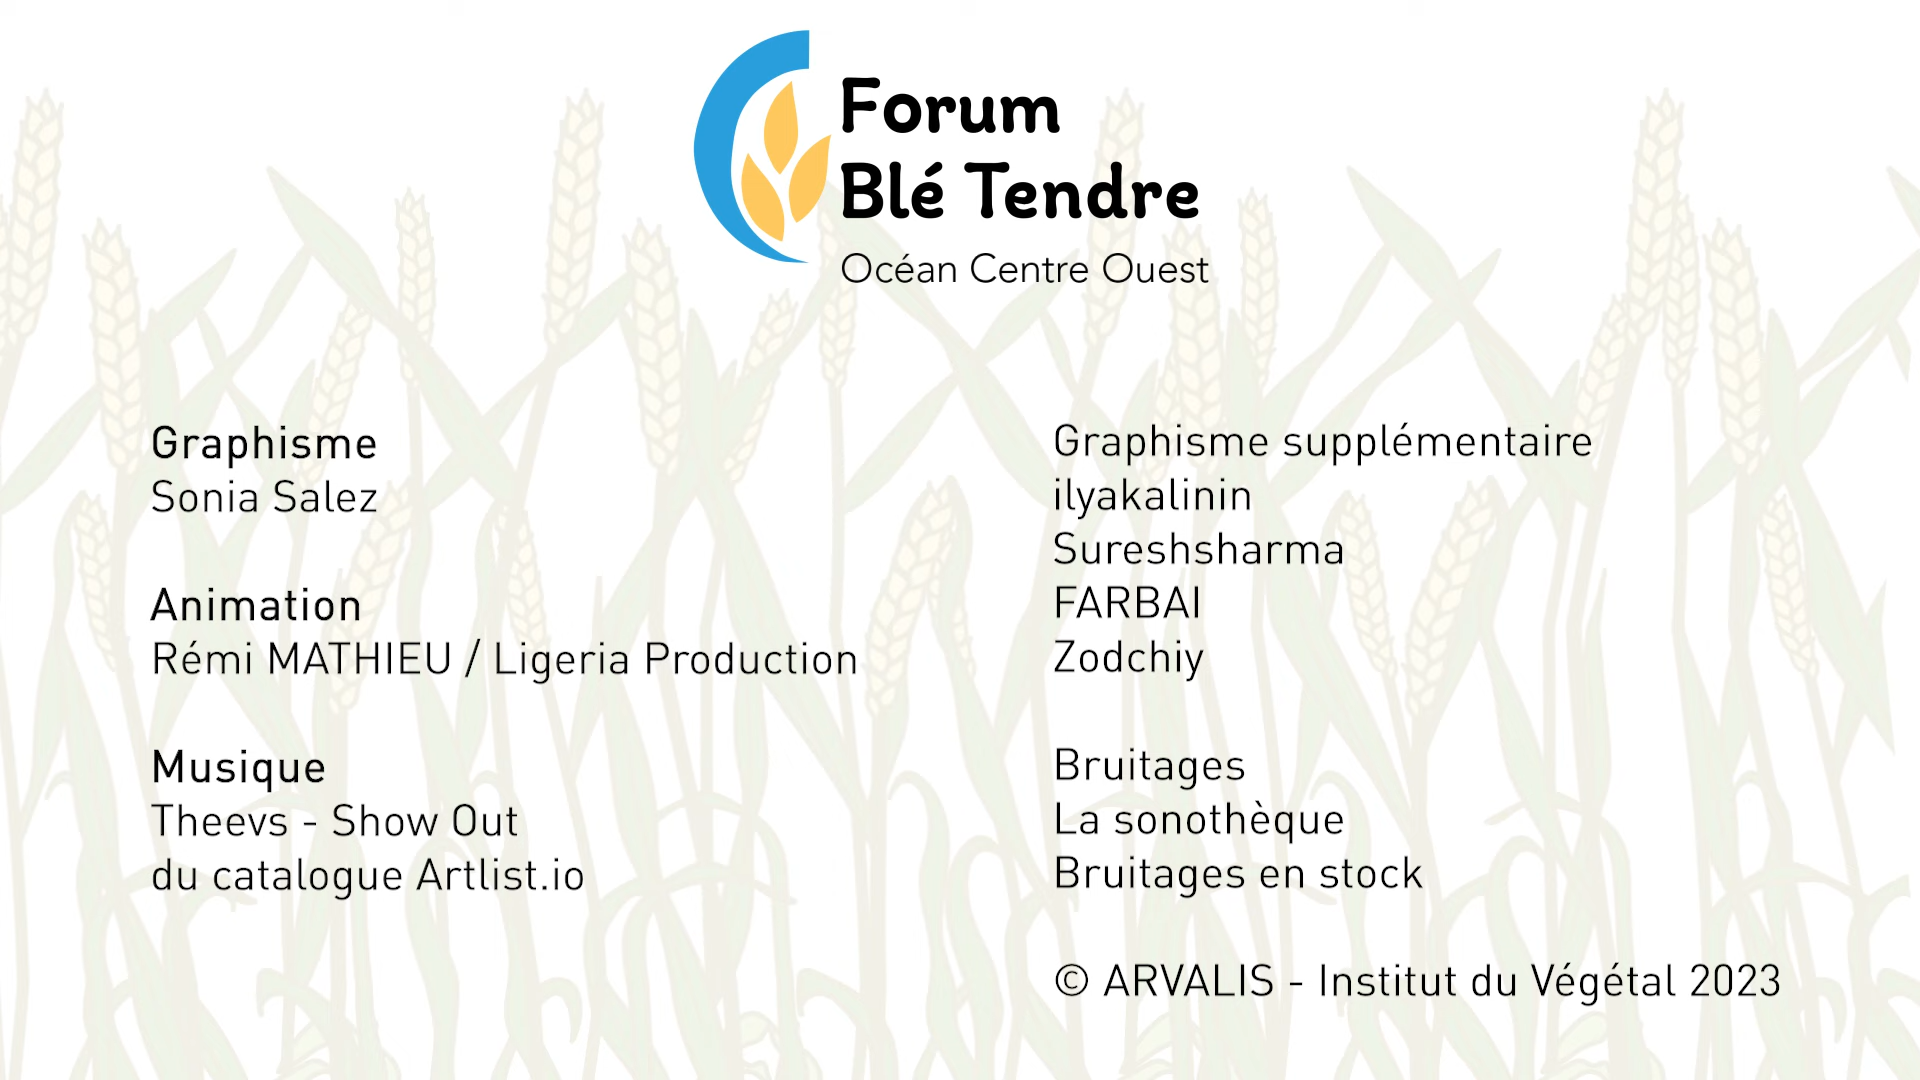 Forum
Blé Tendre
Océan Centre Ouest
Graphisme
Sonia Salez
Animation
Rémi MATHIEU / Ligeria Production
Musique
Theevs - Show Out
du catalogue Artlist.io
Graphisme supplémentaire
ilyakalinin
Sureshsharma
FARBAI
Zodchiy
Bruitages
La sonothèque
Bruitages en stock
© ARVALIS - Institut du Végétal 2023